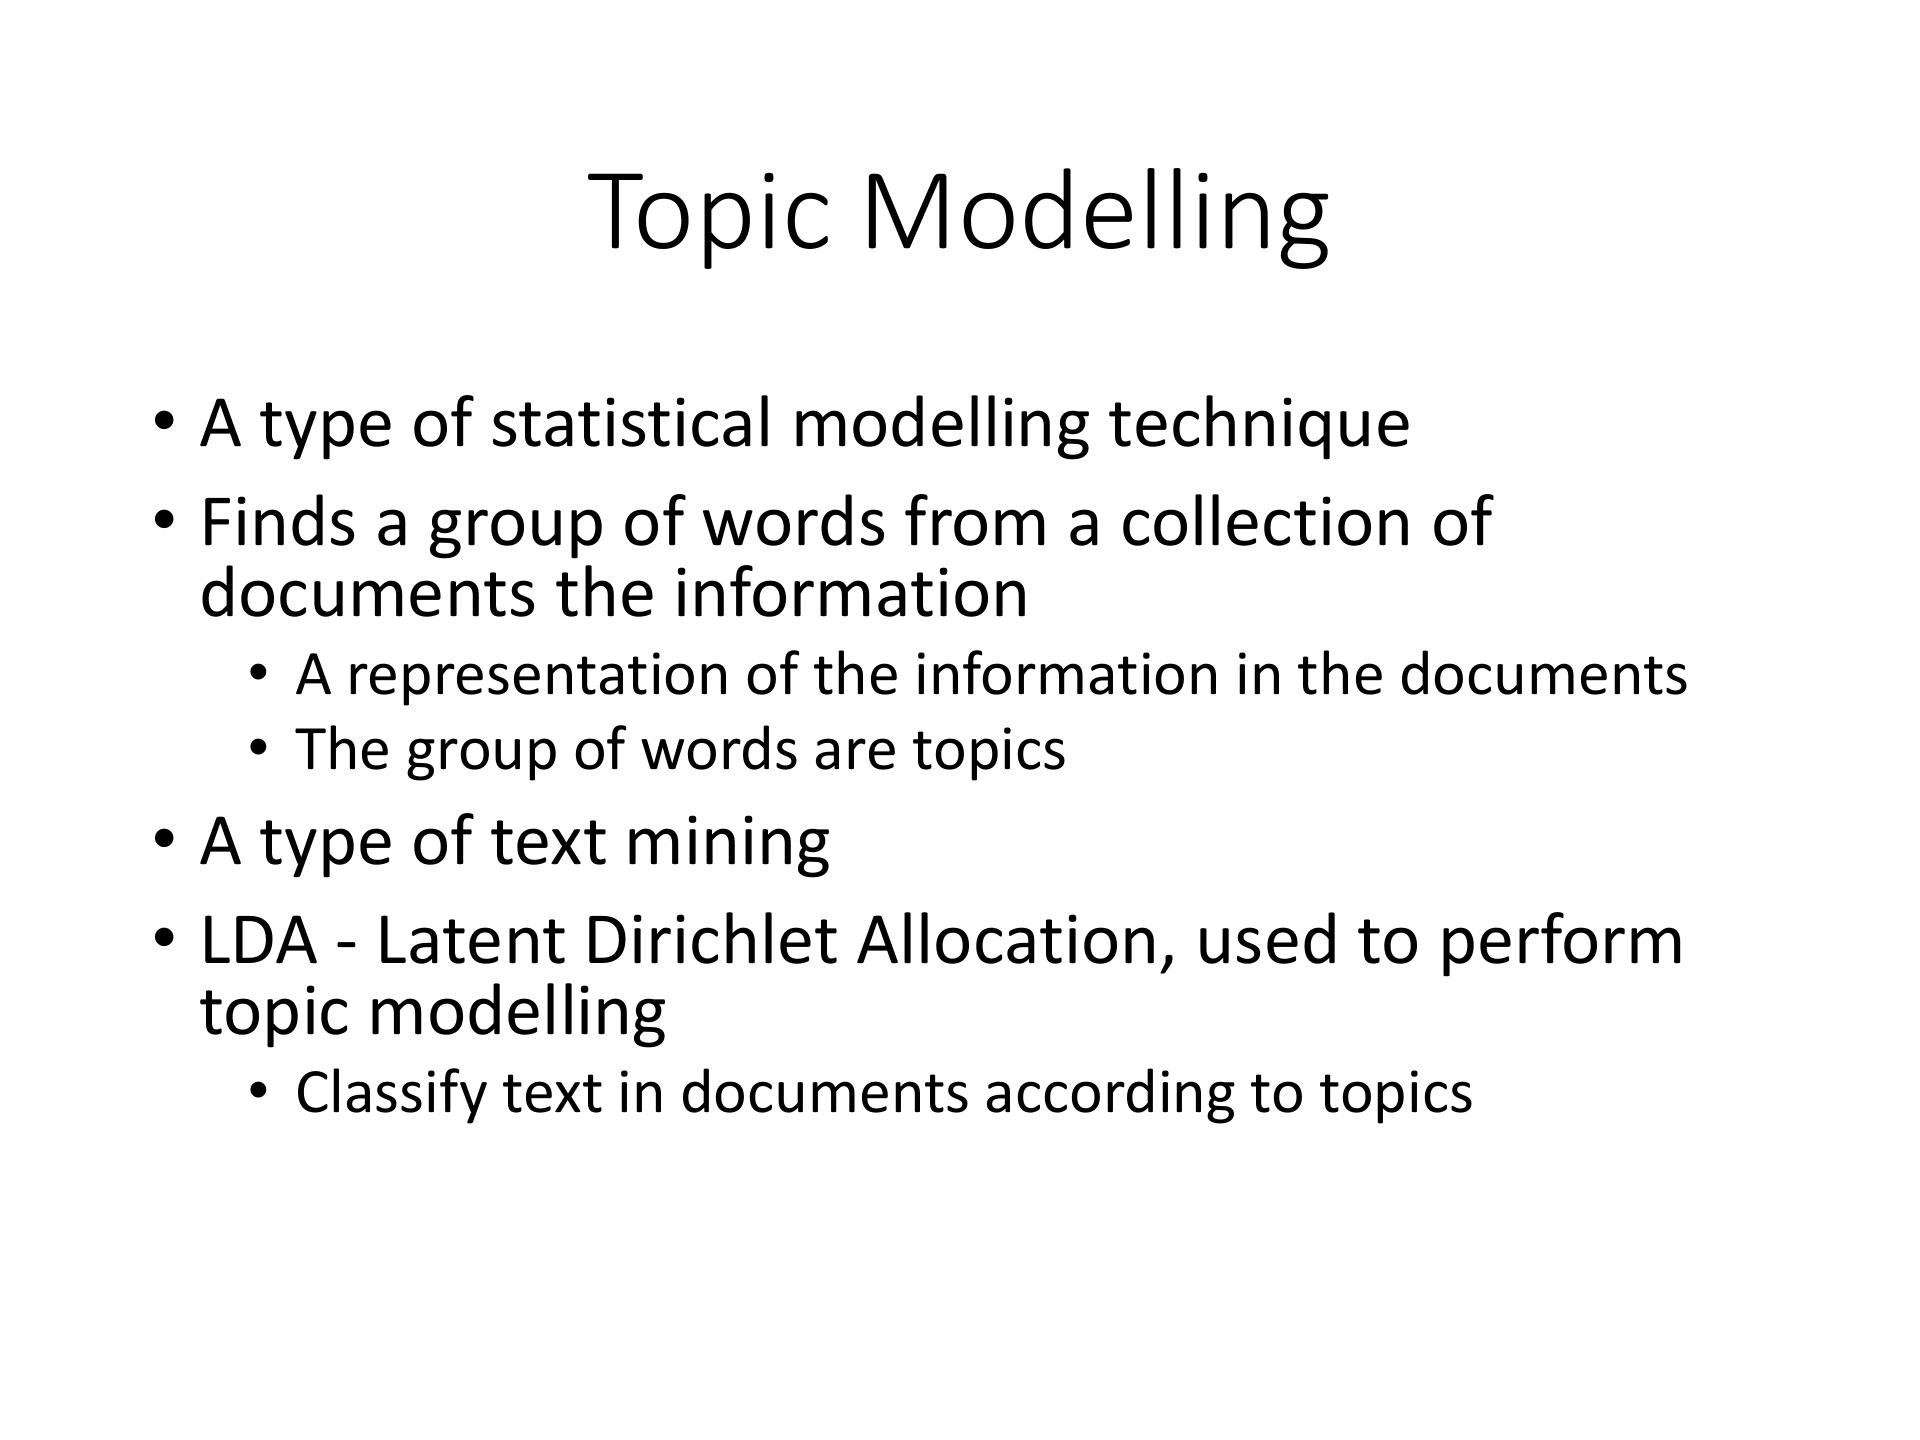 Topic Modelling
• A type of statistical modelling technique
• Finds a group of words from a collection of
documents the information
• A representation of the information in the documents
• The group of words are topics
• A type of text mining
• LDA - Latent Dirichlet Allocation, used to perform
topic modelling
• Classify text in documents according to topics